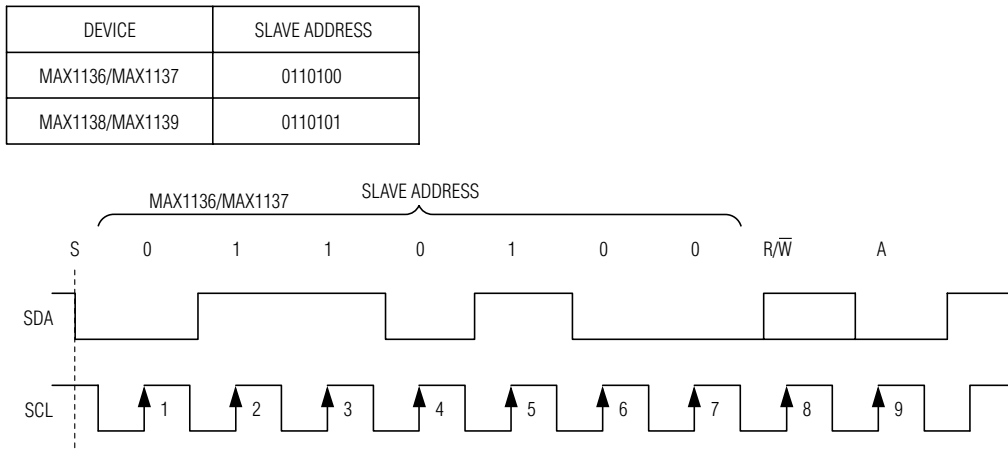 DEVICE SLAVE ADDRESS
MAX1136/MAX1137 0110100
MAX1138/MAX1139 0110101
MAX1136/MAX1137 SLAVE ADDRESS
S 0 1 1 0 1 0 0 R/W̅ A
SDA
SCL 1 2 3 4 5 6 7 8 9